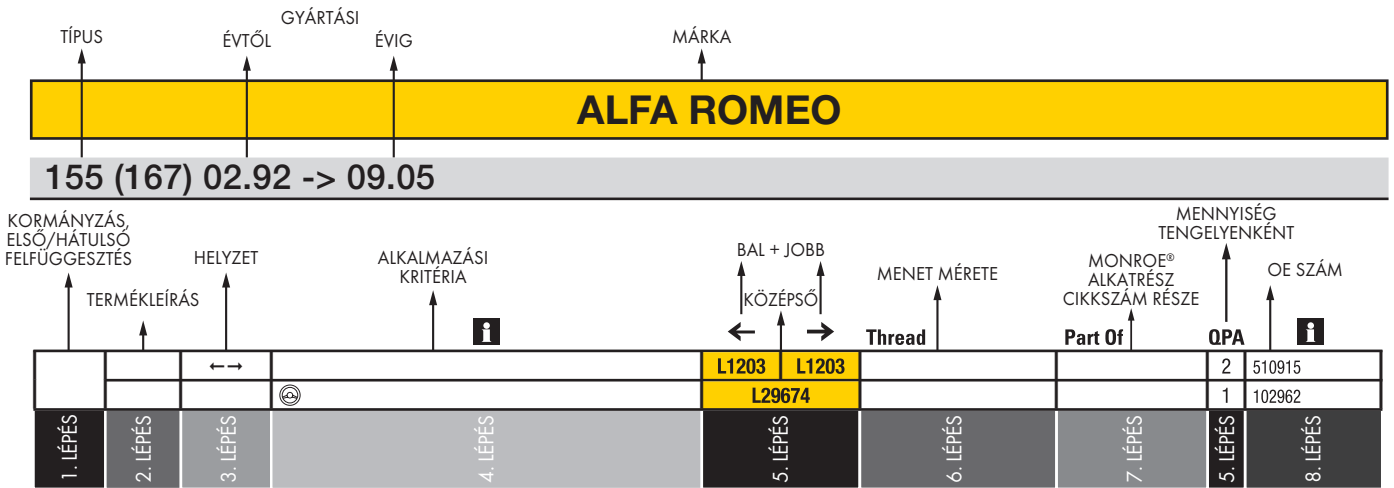 GYÁRTÁSI
TÍPUS
ÉVTŐL
ÉVIG
MÁRKA
ALFA ROMEO
155 (167) 02.92 -> 09.05
KORMÁNYZÁS,
ELSŐ/HÁTULSÓ
FELFÜGGESZTÉS
TERMÉKLEÍRÁS
HELYZET
ALKALMAZÁSI
KRITÉRIA
BAL + JOBB
KÖZÉPSŐ
MENET MÉRETE
MONROE®
ALKATRÉSZ
CIKKSZÁM RÉSZE
MENNYISÉG
TENGELYENKÉNT
OE SZÁM
i ← → Thread Part Of QPA i
←→ L1203 L1203 2 510915
L29674 1 102962
1. LÉPÉS
2. LÉPÉS
3. LÉPÉS
4. LÉPÉS
5. LÉPÉS
6. LÉPÉS
7. LÉPÉS
5. LÉPÉS
8. LÉPÉS